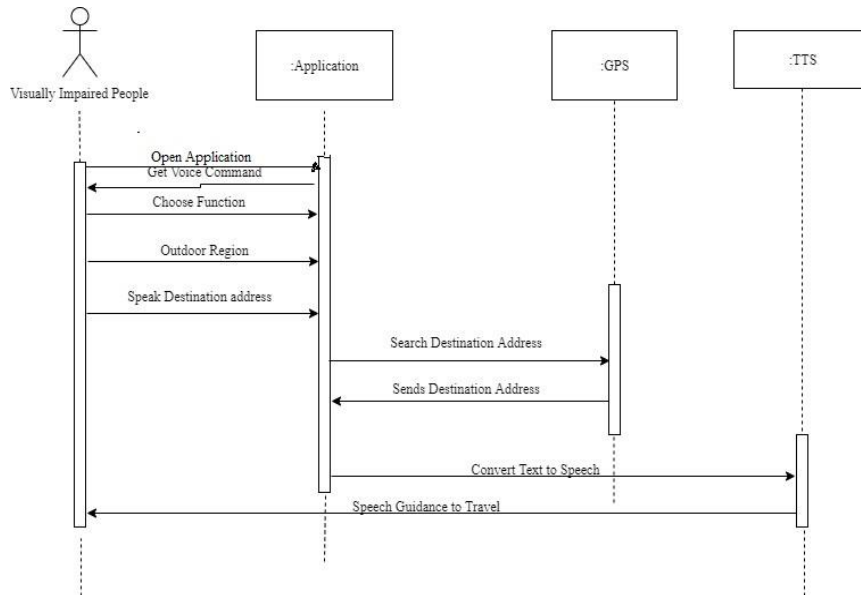 :Application
:GPS
:TTS
Visually Impaired People
Open Application
Get Voice Command
Choose Function
Outdoor Region
Speak Destination address
Search Destination Address
Sends Destination Address
Convert Text to Speech
Speech Guidance to Travel